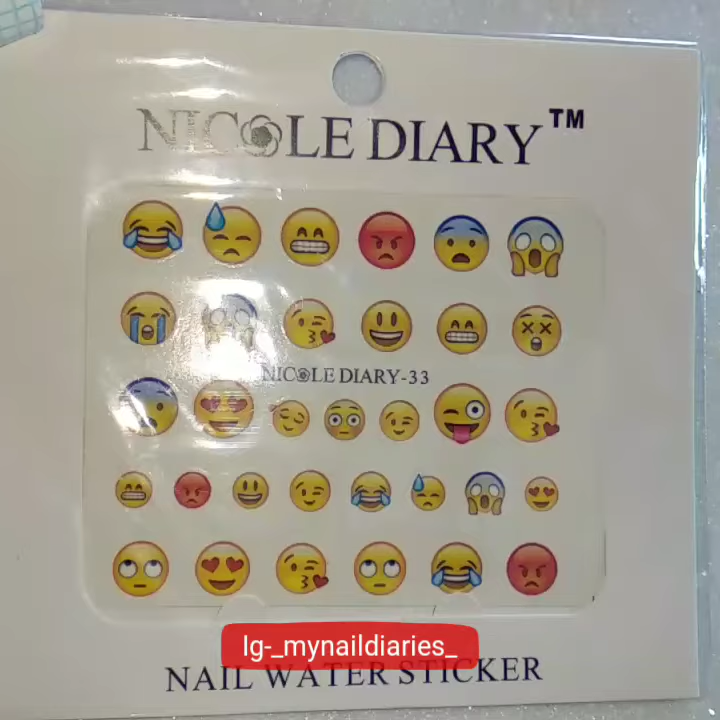 NICOLE DIARY™
NICOLE DIARY-33
Ig-_mynaildiaries_
NAIL WATER STICKER